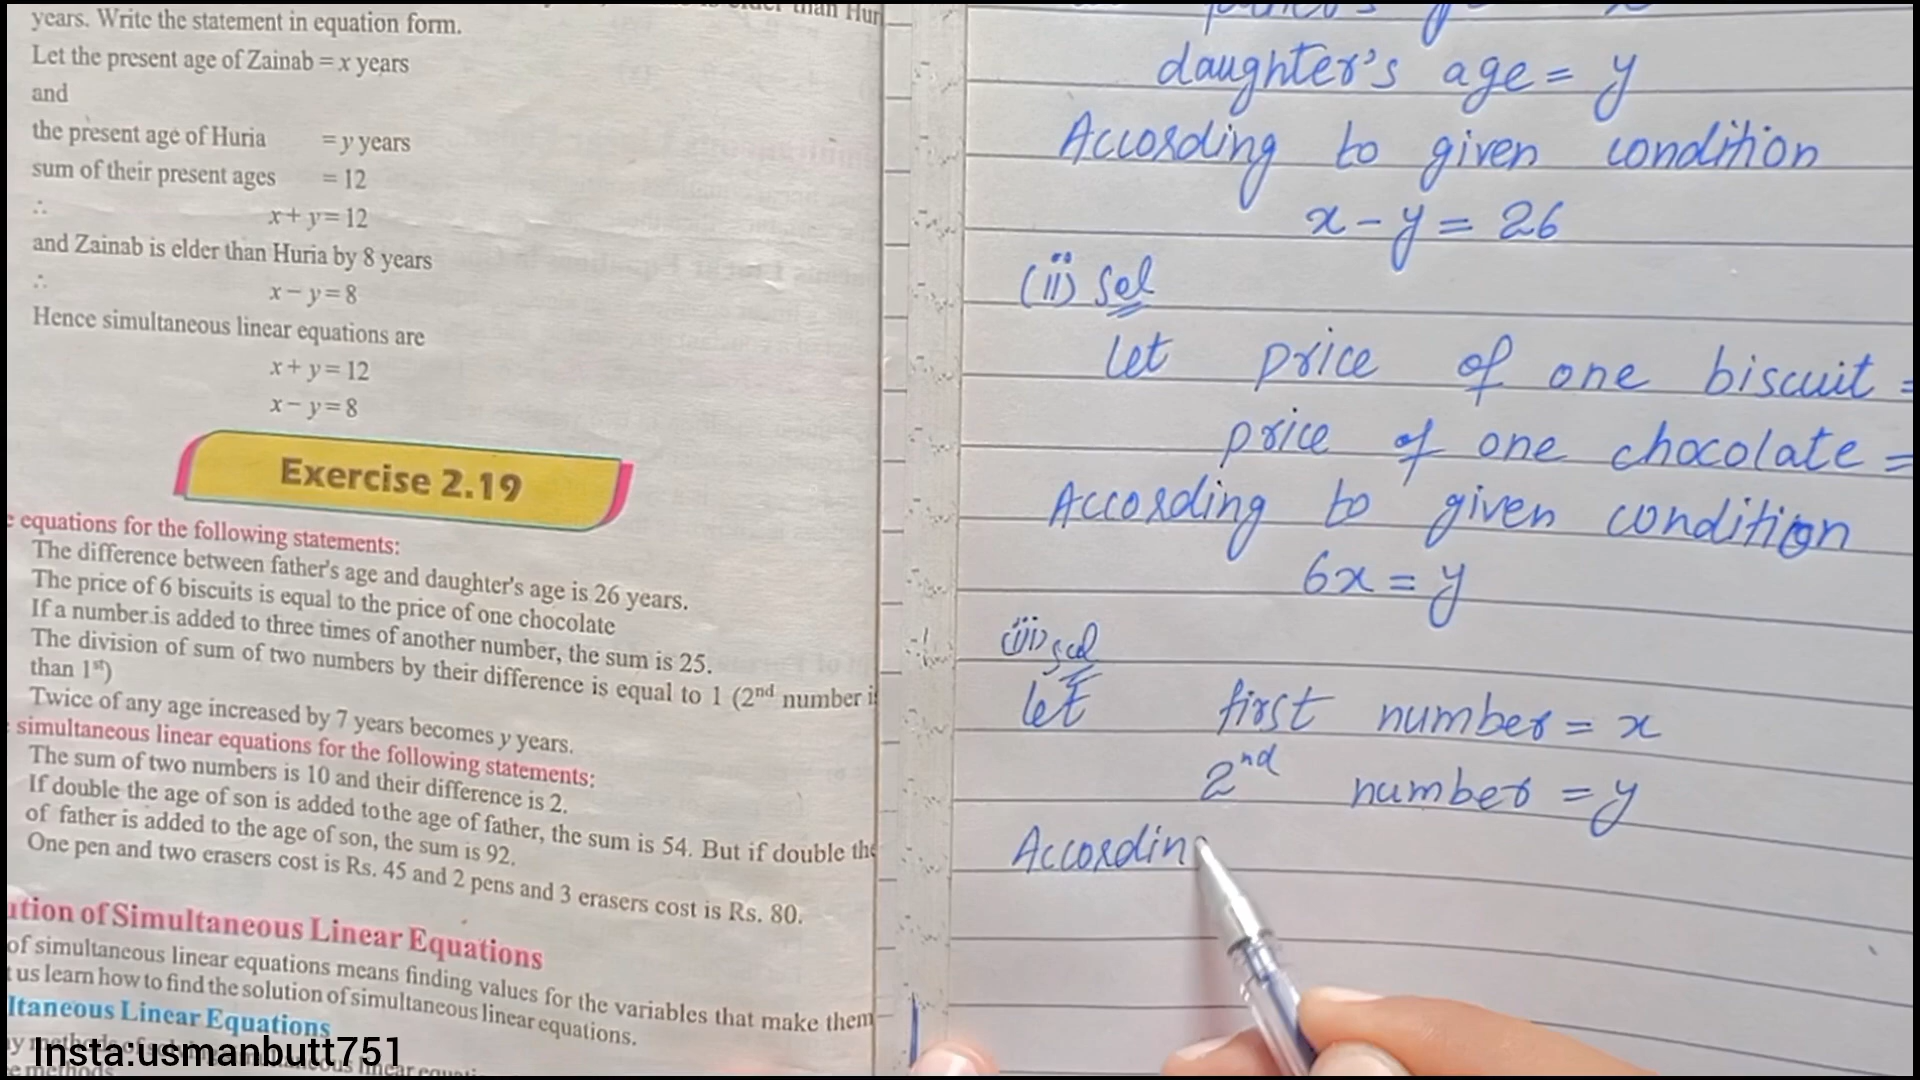 years. Write the statement in equation form.
Let the present age of Zainab = x years
and
the present age of Huria = y years
sum of their present ages = 12
∴ x + y = 12
and Zainab is elder than Huria by 8 years
∴ x − y = 8
Hence simultaneous linear equations are
x + y = 12
x − y = 8
Exercise 2.19
equations for the following statements:
The difference between father's age and daughter's age is 26 years.
The price of 6 biscuits is equal to the price of one chocolate
If a number is added to three times of another number, the sum is 25.
The division of sum of two numbers by their difference is equal to 1 (2nd number
than 1st)
Twice of any age increased by 7 years becomes y years.
simultaneous linear equations for the following statements:
The sum of two numbers is 10 and their difference is 2.
If double the age of son is added to the age of father, the sum is 54. But if double the
of father is added to the age of son, the sum is 92.
One pen and two erasers cost is Rs. 45 and 2 pens and 3 erasers cost is Rs. 80.
of Simultaneous Linear Equations
of simultaneous linear equations means finding values for the variables that make them
us learn how to find the solution of simultaneous linear equations.
Linear Equations
Insta:usmanbutt751
daughter's age = y
According to given condition
x - y = 26
(ii) Sol
let price of one biscuit =
price of one chocolate =
According to given condition
6x = y
(iii) Sol
let first number = x
2nd number = y
Accordin